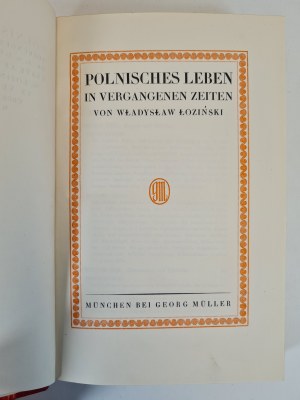 POLNISCHES LEBEN
IN VERGANGENEN ZEITEN
VON WŁADYSŁAW ŁOZIŃSKI
MÜNCHEN BEI GEORG MÜLLER